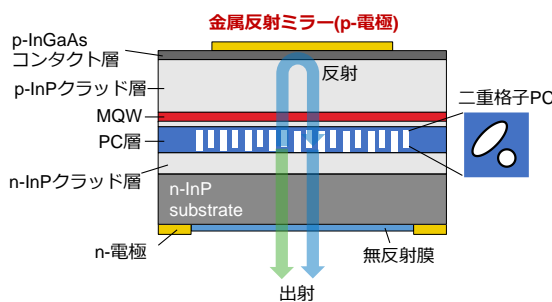 金属反射ミラー(p-電極)
p-InGaAs
コンタクト層
反射
p-InPクラッド層
二重格子PC
MQW
PC層
n-InPクラッド層
n-InP
substrate
n-電極
無反射膜
出射